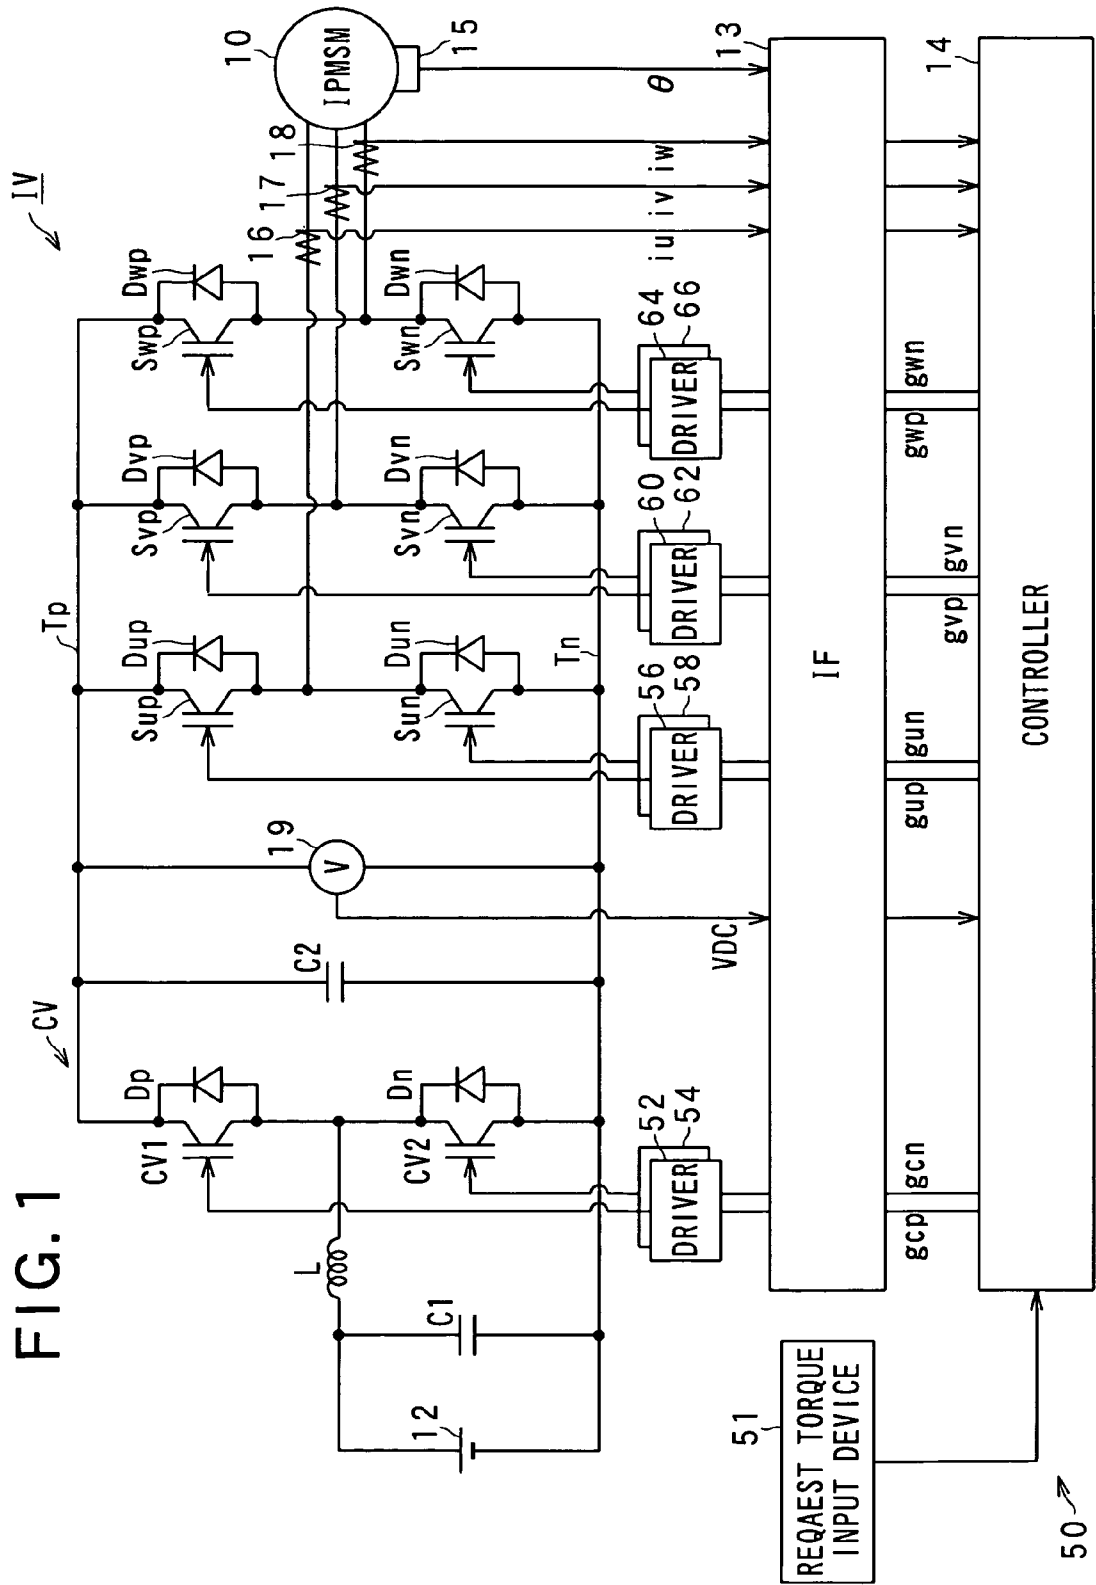 FIG. 1
CV
IV
Tp
Dp
CV1
Dup
Sup
Dvp
Svp
Dwp
Swp
10
IPMSM
15
L
C2
19
V
16
17
18
Dn
CV2
Dun
Sun
Dvn
Svn
Dwn
Swn
12
C1
Tn
52
54
DRIVER
56
58
DRIVER
60
62
DRIVER
64
66
DRIVER
VDC
iu
iv
iw
θ
13
IF
gcp
gcn
gup
gun
gvp
gvn
gwp
gwn
14
CONTROLLER
51
REQAEST TORQUE
INPUT DEVICE
50